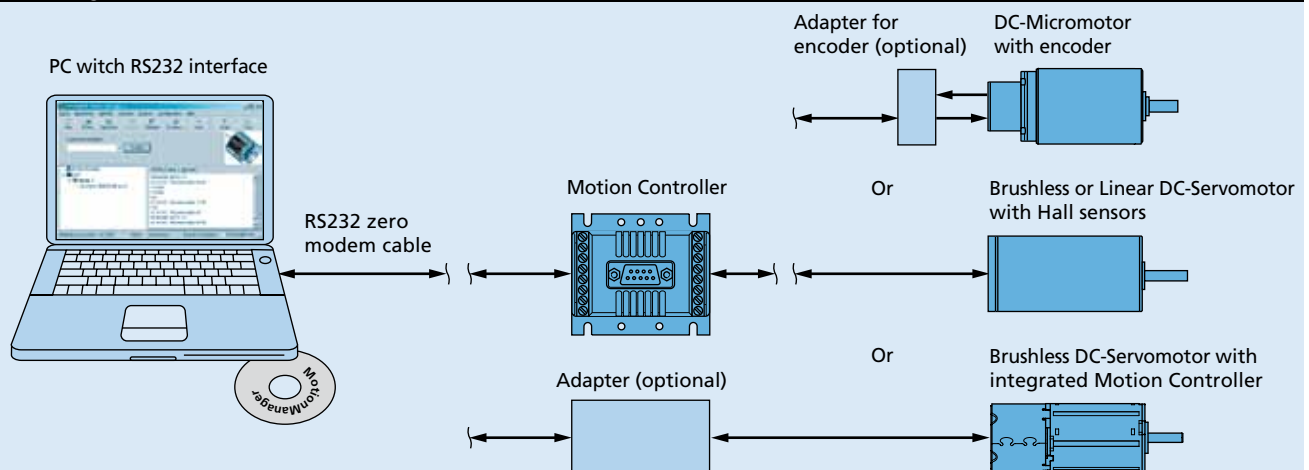 Adapter for
encoder (optional)
DC-Micromotor
with encoder
PC witch RS232 interface
Motion Controller
Or
Brushless or Linear DC-Servomotor
with Hall sensors
RS232 zero
modem cable
Or
Brushless DC-Servomotor with
integrated Motion Controller
Adapter (optional)
MotionManager